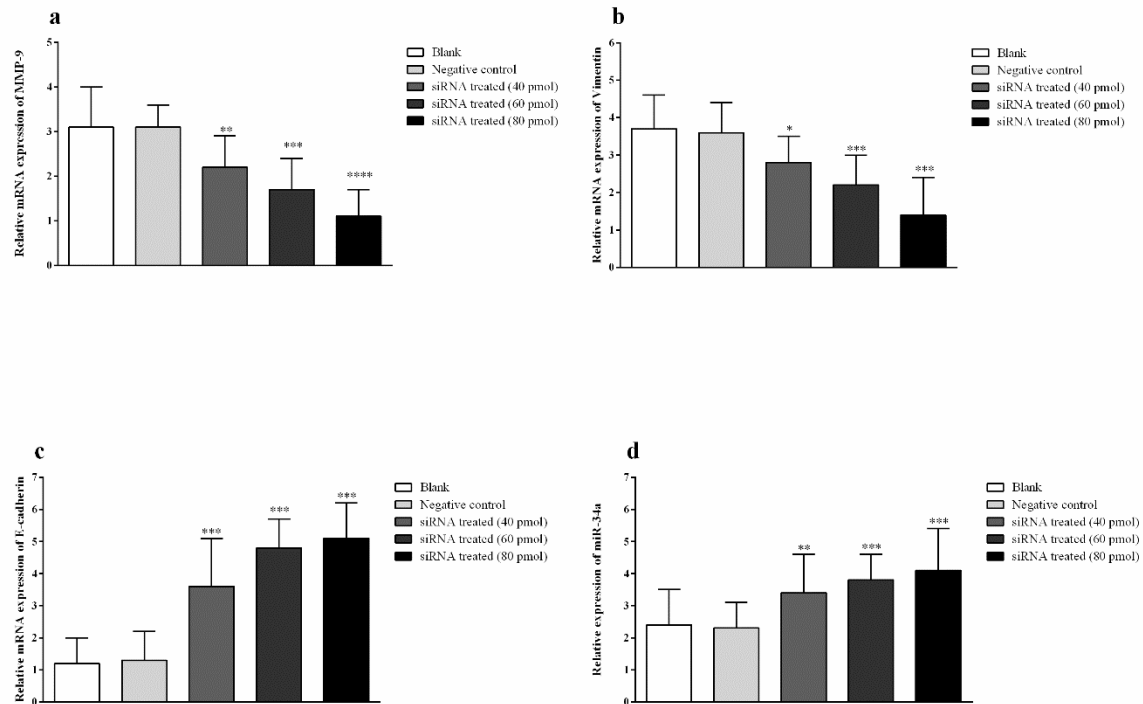 a
Relative mRNA expression of MMP-9
5
4
3
2
1
0
**
***
****
Blank
Negative control
siRNA treated (40 pmol)
siRNA treated (60 pmol)
siRNA treated (80 pmol)
b
Relative mRNA expression of Vimentin
6
5
4
3
2
1
0
*
***
***
Blank
Negative control
siRNA treated (40 pmol)
siRNA treated (60 pmol)
siRNA treated (80 pmol)
c
Relative mRNA expression of E-cadherin
7
6
5
4
3
2
1
0
***
***
***
Blank
Negative control
siRNA treated (40 pmol)
siRNA treated (60 pmol)
siRNA treated (80 pmol)
d
Relative expression of miR-34a
7
6
5
4
3
2
1
0
**
***
***
Blank
Negative control
siRNA treated (40 pmol)
siRNA treated (60 pmol)
siRNA treated (80 pmol)